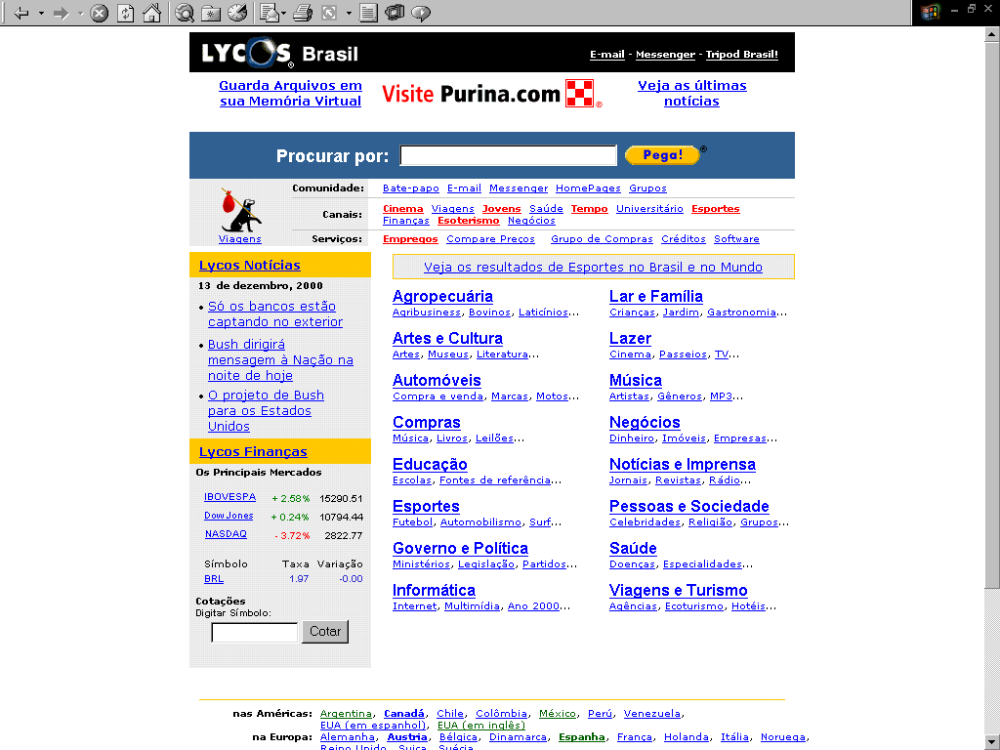 LYCOS® Brasil
E-mail - Messenger - Tripod Brasil!
Guarda Arquivos em
sua Memória Virtual
Visite Purina.com ®
Veja as últimas
notícias
Procurar por:
Pega! ®
Comunidade: Bate-papo E-mail Messenger HomePages Grupos
Canais: Cinema Viagens Jovens Saúde Tempo Universitário Esportes
Finanças Esoterismo Negócios
Viagens
Serviços: Empregos Compare Preços Grupo de Compras Créditos Software
Lycos Notícias
13 de dezembro, 2000
• Só os bancos estão
captando no exterior
• Bush dirigirá
mensagem à Nação na
noite de hoje
• O projeto de Bush
para os Estados
Unidos
Lycos Finanças
Os Principais Mercados
IBOVESPA + 2.58% 15290.51
Dow Jones + 0.24% 10794.44
NASDAQ - 3.72% 2822.77
Símbolo Taxa Variação
BRL 1.97 -0.00
Cotações
Digitar Símbolo:
Cotar
Veja os resultados de Esportes no Brasil e no Mundo
Agropecuária
Agribusiness, Bovinos, Laticínios...
Artes e Cultura
Artes, Museus, Literatura...
Automóveis
Compra e venda, Marcas, Motos...
Compras
Música, Livros, Leilões...
Educação
Escolas, Fontes de referência...
Esportes
Futebol, Automobilismo, Surf...
Governo e Política
Ministérios, Legislação, Partidos...
Informática
Internet, Multimídia, Ano 2000...
Lar e Família
Crianças, Jardim, Gastronomia...
Lazer
Cinema, Passeios, TV...
Música
Artistas, Gêneros, MP3...
Negócios
Dinheiro, Imóveis, Empresas...
Notícias e Imprensa
Jornais, Revistas, Rádio...
Pessoas e Sociedade
Celebridades, Religião, Grupos...
Saúde
Doenças, Especialidades...
Viagens e Turismo
Agências, Ecoturismo, Hotéis...
nas Américas: Argentina, Canadá, Chile, Colômbia, México, Perú, Venezuela,
EUA (em espanhol), EUA (em inglês)
na Europa: Alemanha, Austria, Bélgica, Dinamarca, Espanha, França, Holanda, Itália, Noruega,
Reino Unido, Suiça, Suécia